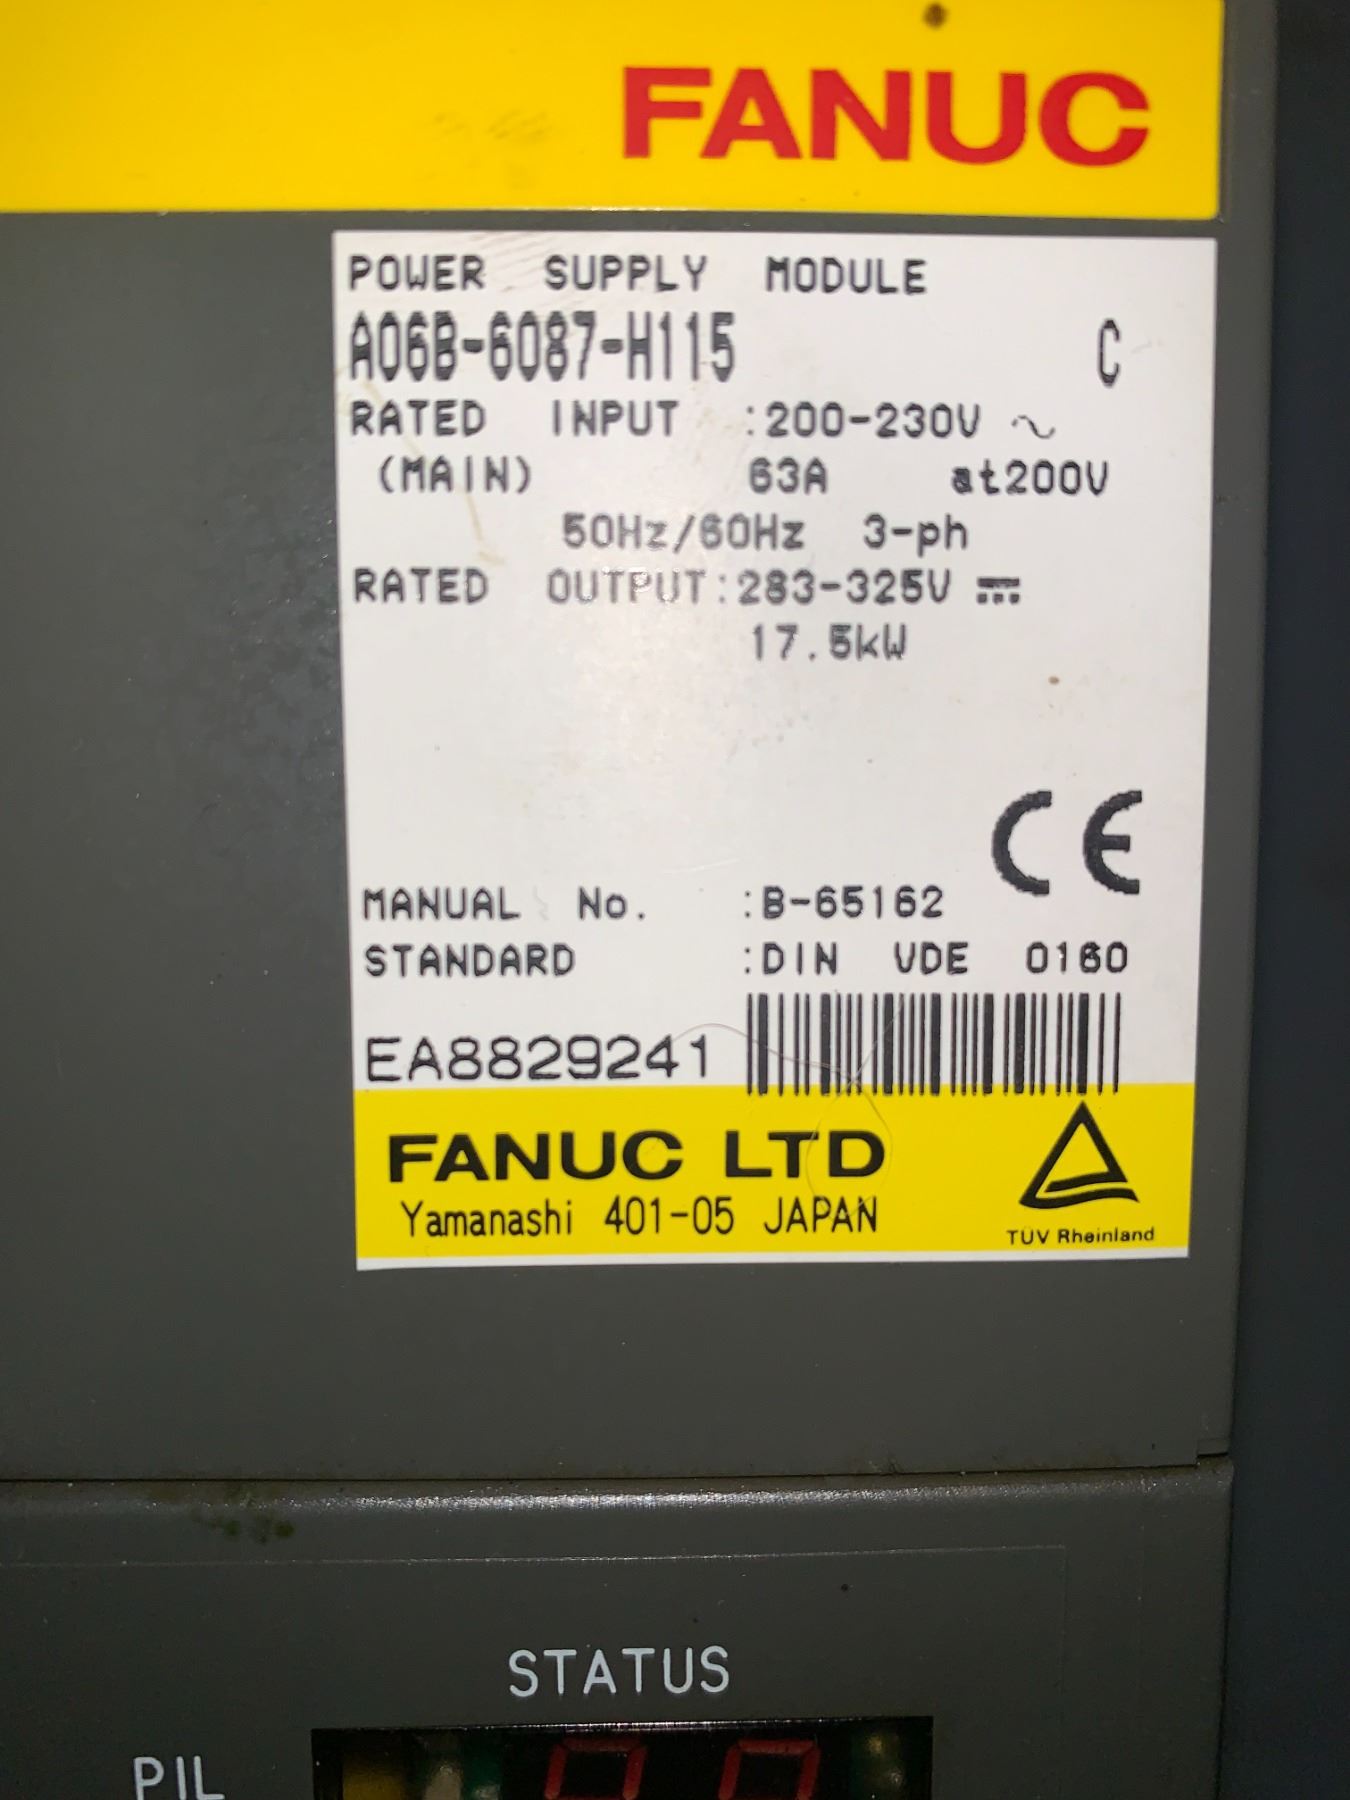 FANUC
POWER SUPPLY MODULE
A06B-6087-H115 C
RATED INPUT :200-230V ~
(MAIN) 63A at200V
50Hz/60Hz 3-ph
RATED OUTPUT:283-325V ⎓
17.5kW
CE
MANUAL No. :B-65162
STANDARD :DIN VDE 0160
EA8829241
FANUC LTD
Yamanashi 401-05 JAPAN
TÜV Rheinland
STATUS
PIL